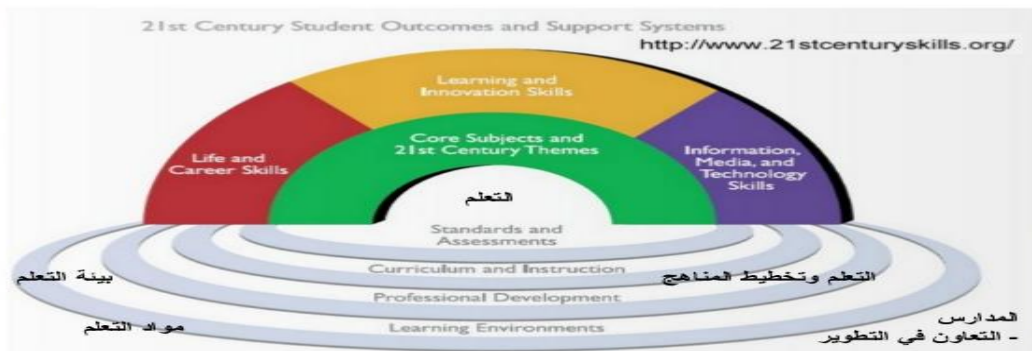 21st Century Student Outcomes and Support Systems
http://www.21stcenturyskills.org/
Learning and
Innovation Skills
Core Subjects and
21st Century Themes
Life and
Career Skills
Information,
Media, and
Technology
Skills
التعلم
Standards and
Assessments
Curriculum and Instruction
بيئة التعلم
التعلم وتخطيط المناهج
Professional Development
Learning Environments
مواد التعلم
المدارس
- التعاون في التطوير